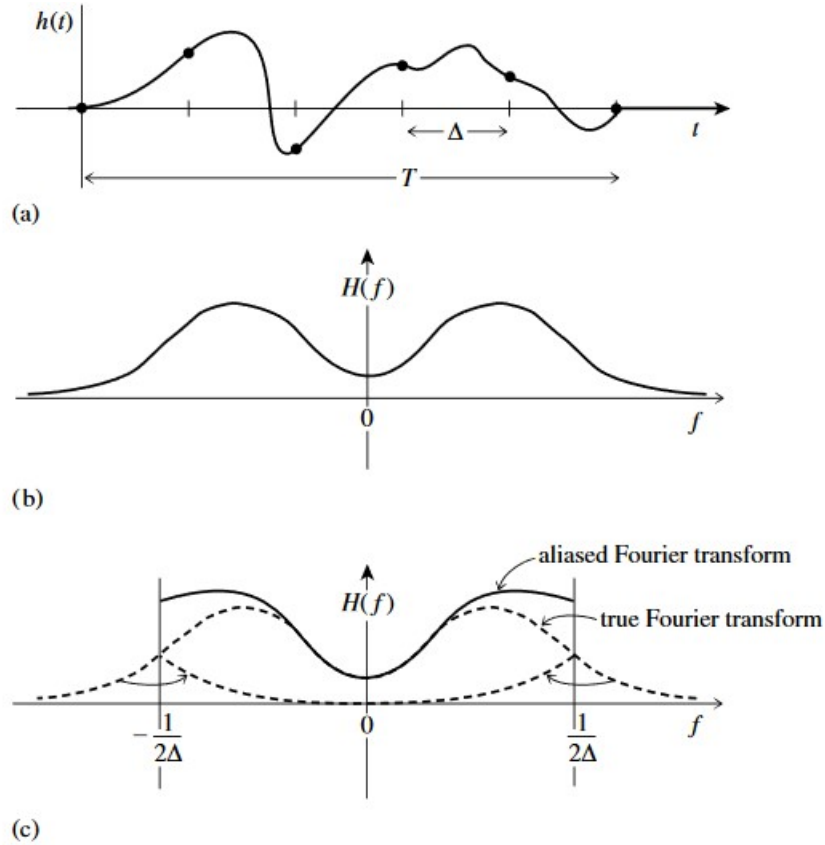 h(t)
Δ
t
T
(a)
H(f)
0
f
(b)
aliased Fourier transform
H(f)
true Fourier transform
0
f
− 1/2Δ
1/2Δ
(c)